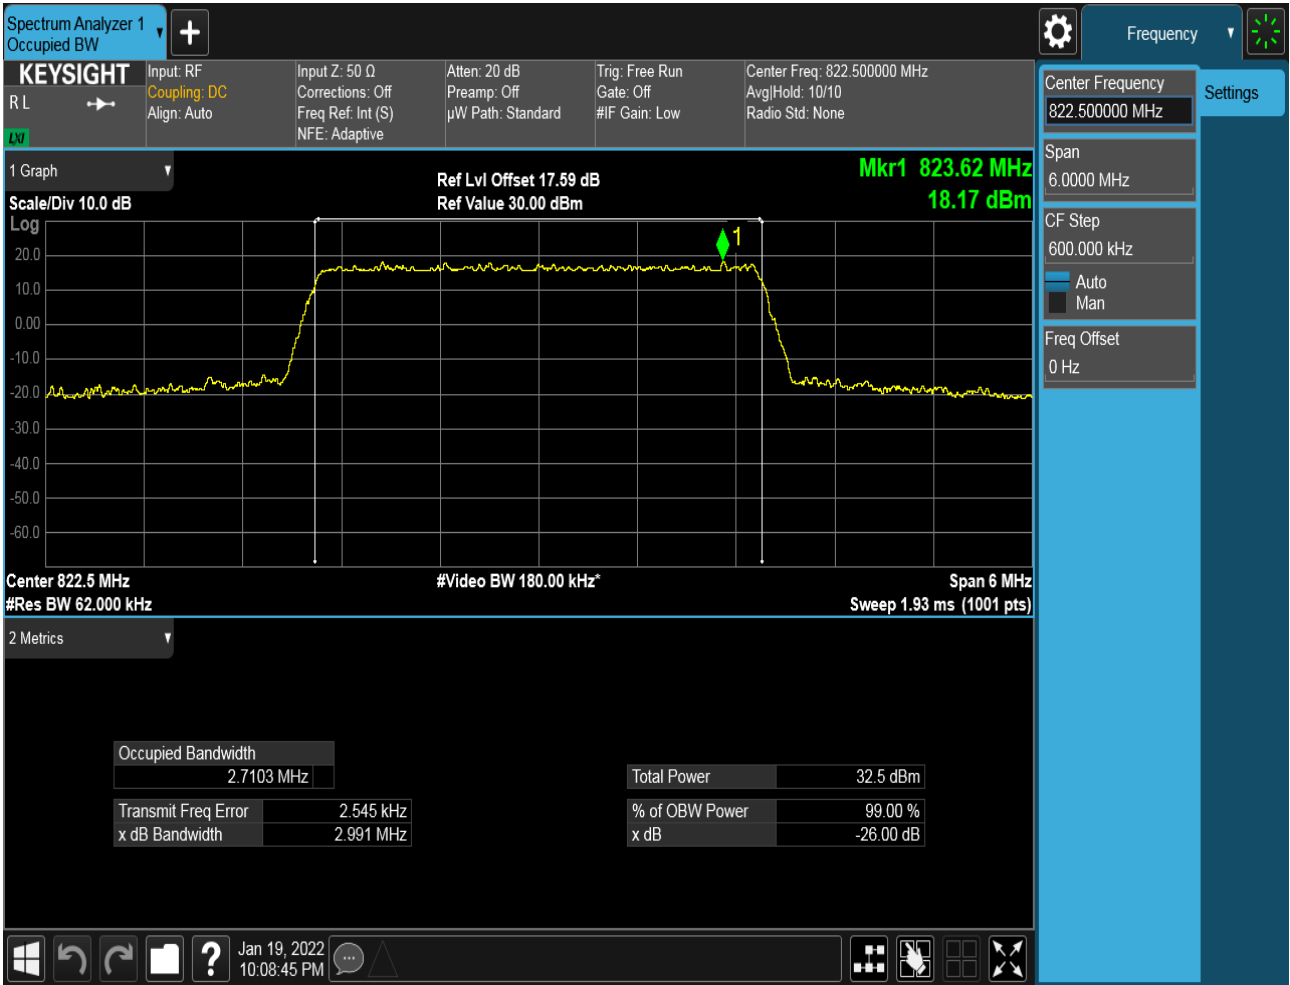 Spectrum Analyzer 1
Occupied BW
Frequency
KEYSIGHT
R L
LXI
Input: RF
Coupling: DC
Align: Auto
Input Z: 50 Ω
Corrections: Off
Freq Ref: Int (S)
NFE: Adaptive
Atten: 20 dB
Preamp: Off
µW Path: Standard
Trig: Free Run
Gate: Off
#IF Gain: Low
Center Freq: 822.500000 MHz
Avg|Hold: 10/10
Radio Std: None
Center Frequency
822.500000 MHz
Settings
Span
6.0000 MHz
CF Step
600.000 kHz
Auto
Man
Freq Offset
0 Hz
1 Graph
Ref Lvl Offset 17.59 dB
Mkr1 823.62 MHz
Scale/Div 10.0 dB
Ref Value 30.00 dBm
18.17 dBm
Log
1
20.0
10.0
0.00
-10.0
-20.0
-30.0
-40.0
-50.0
-60.0
Center 822.5 MHz
#Video BW 180.00 kHz*
Span 6 MHz
#Res BW 62.000 kHz
Sweep 1.93 ms (1001 pts)
2 Metrics
Occupied Bandwidth
2.7103 MHz
Total Power 32.5 dBm
Transmit Freq Error 2.545 kHz
% of OBW Power 99.00 %
x dB Bandwidth 2.991 MHz
x dB -26.00 dB
?
Jan 19, 2022
10:08:45 PM